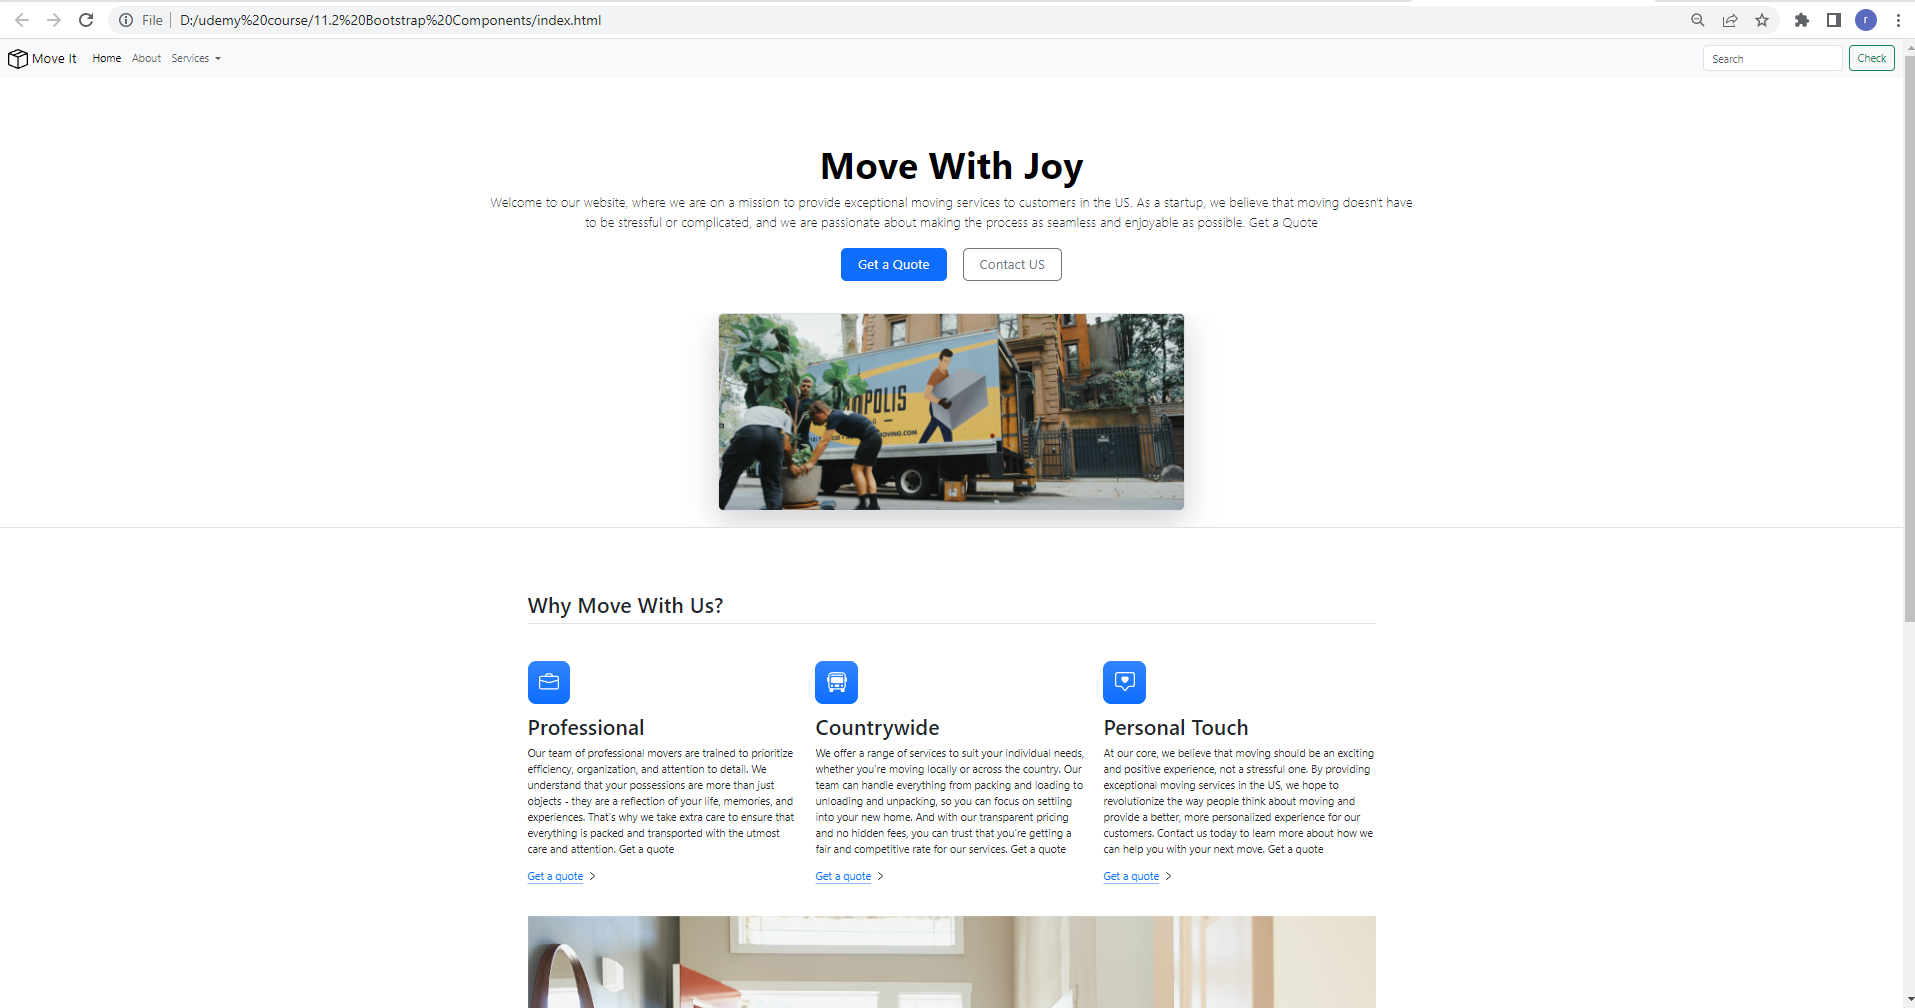 File D:/udemy%20course/11.2%20Bootstrap%20Components/index.html
r
Move It Home About Services Search Check
Move With Joy
Welcome to our website, where we are on a mission to provide exceptional moving services to customers in the US. As a startup, we believe that moving doesn't have
to be stressful or complicated, and we are passionate about making the process as seamless and enjoyable as possible. Get a Quote
Get a Quote Contact US
OPOLIS
OVING.COM
Why Move With Us?
Professional
Our team of professional movers are trained to prioritize
efficiency, organization, and attention to detail. We
understand that your possessions are more than just
objects - they are a reflection of your life, memories, and
experiences. That's why we take extra care to ensure that
everything is packed and transported with the utmost
care and attention. Get a quote
Get a quote
Countrywide
We offer a range of services to suit your individual needs,
whether you're moving locally or across the country. Our
team can handle everything from packing and loading to
unloading and unpacking, so you can focus on settling
into your new home. And with our transparent pricing
and no hidden fees, you can trust that you're getting a
fair and competitive rate for our services. Get a quote
Get a quote
Personal Touch
At our core, we believe that moving should be an exciting
and positive experience, not a stressful one. By providing
exceptional moving services in the US, we hope to
revolutionize the way people think about moving and
provide a better, more personalized experience for our
customers. Contact us today to learn more about how we
can help you with your next move. Get a quote
Get a quote